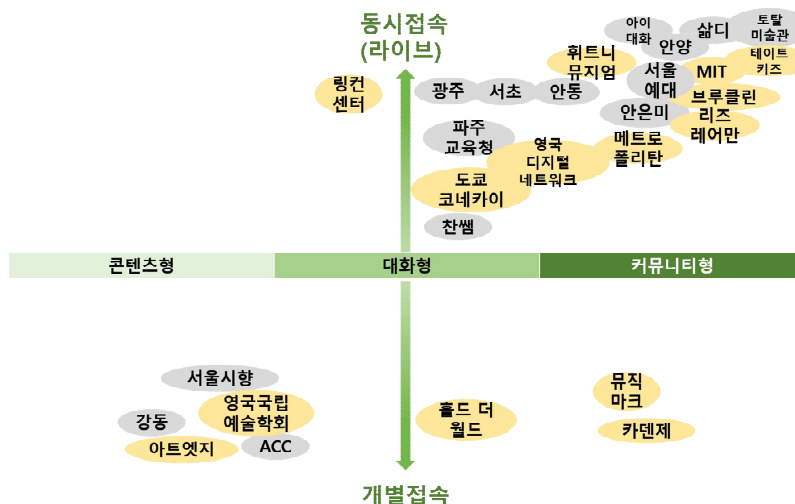 동시접속
(라이브)
아이
대화
삶디
토탈
미술관
안양
휘트니
뮤지엄
테이트
키즈
링컨
센터
광주
서초
안동
서울
예대
MIT
브루클린
안은미
리즈
레어만
파주
교육청
영국
디지털
네트워크
메트로
폴리탄
도쿄
코네카이
찬쌤
콘텐츠형
대화형
커뮤니티형
서울시향
영국국립
예술학회
강동
아트엣지
ACC
홀드 더
월드
뮤직
마크
카덴제
개별접속